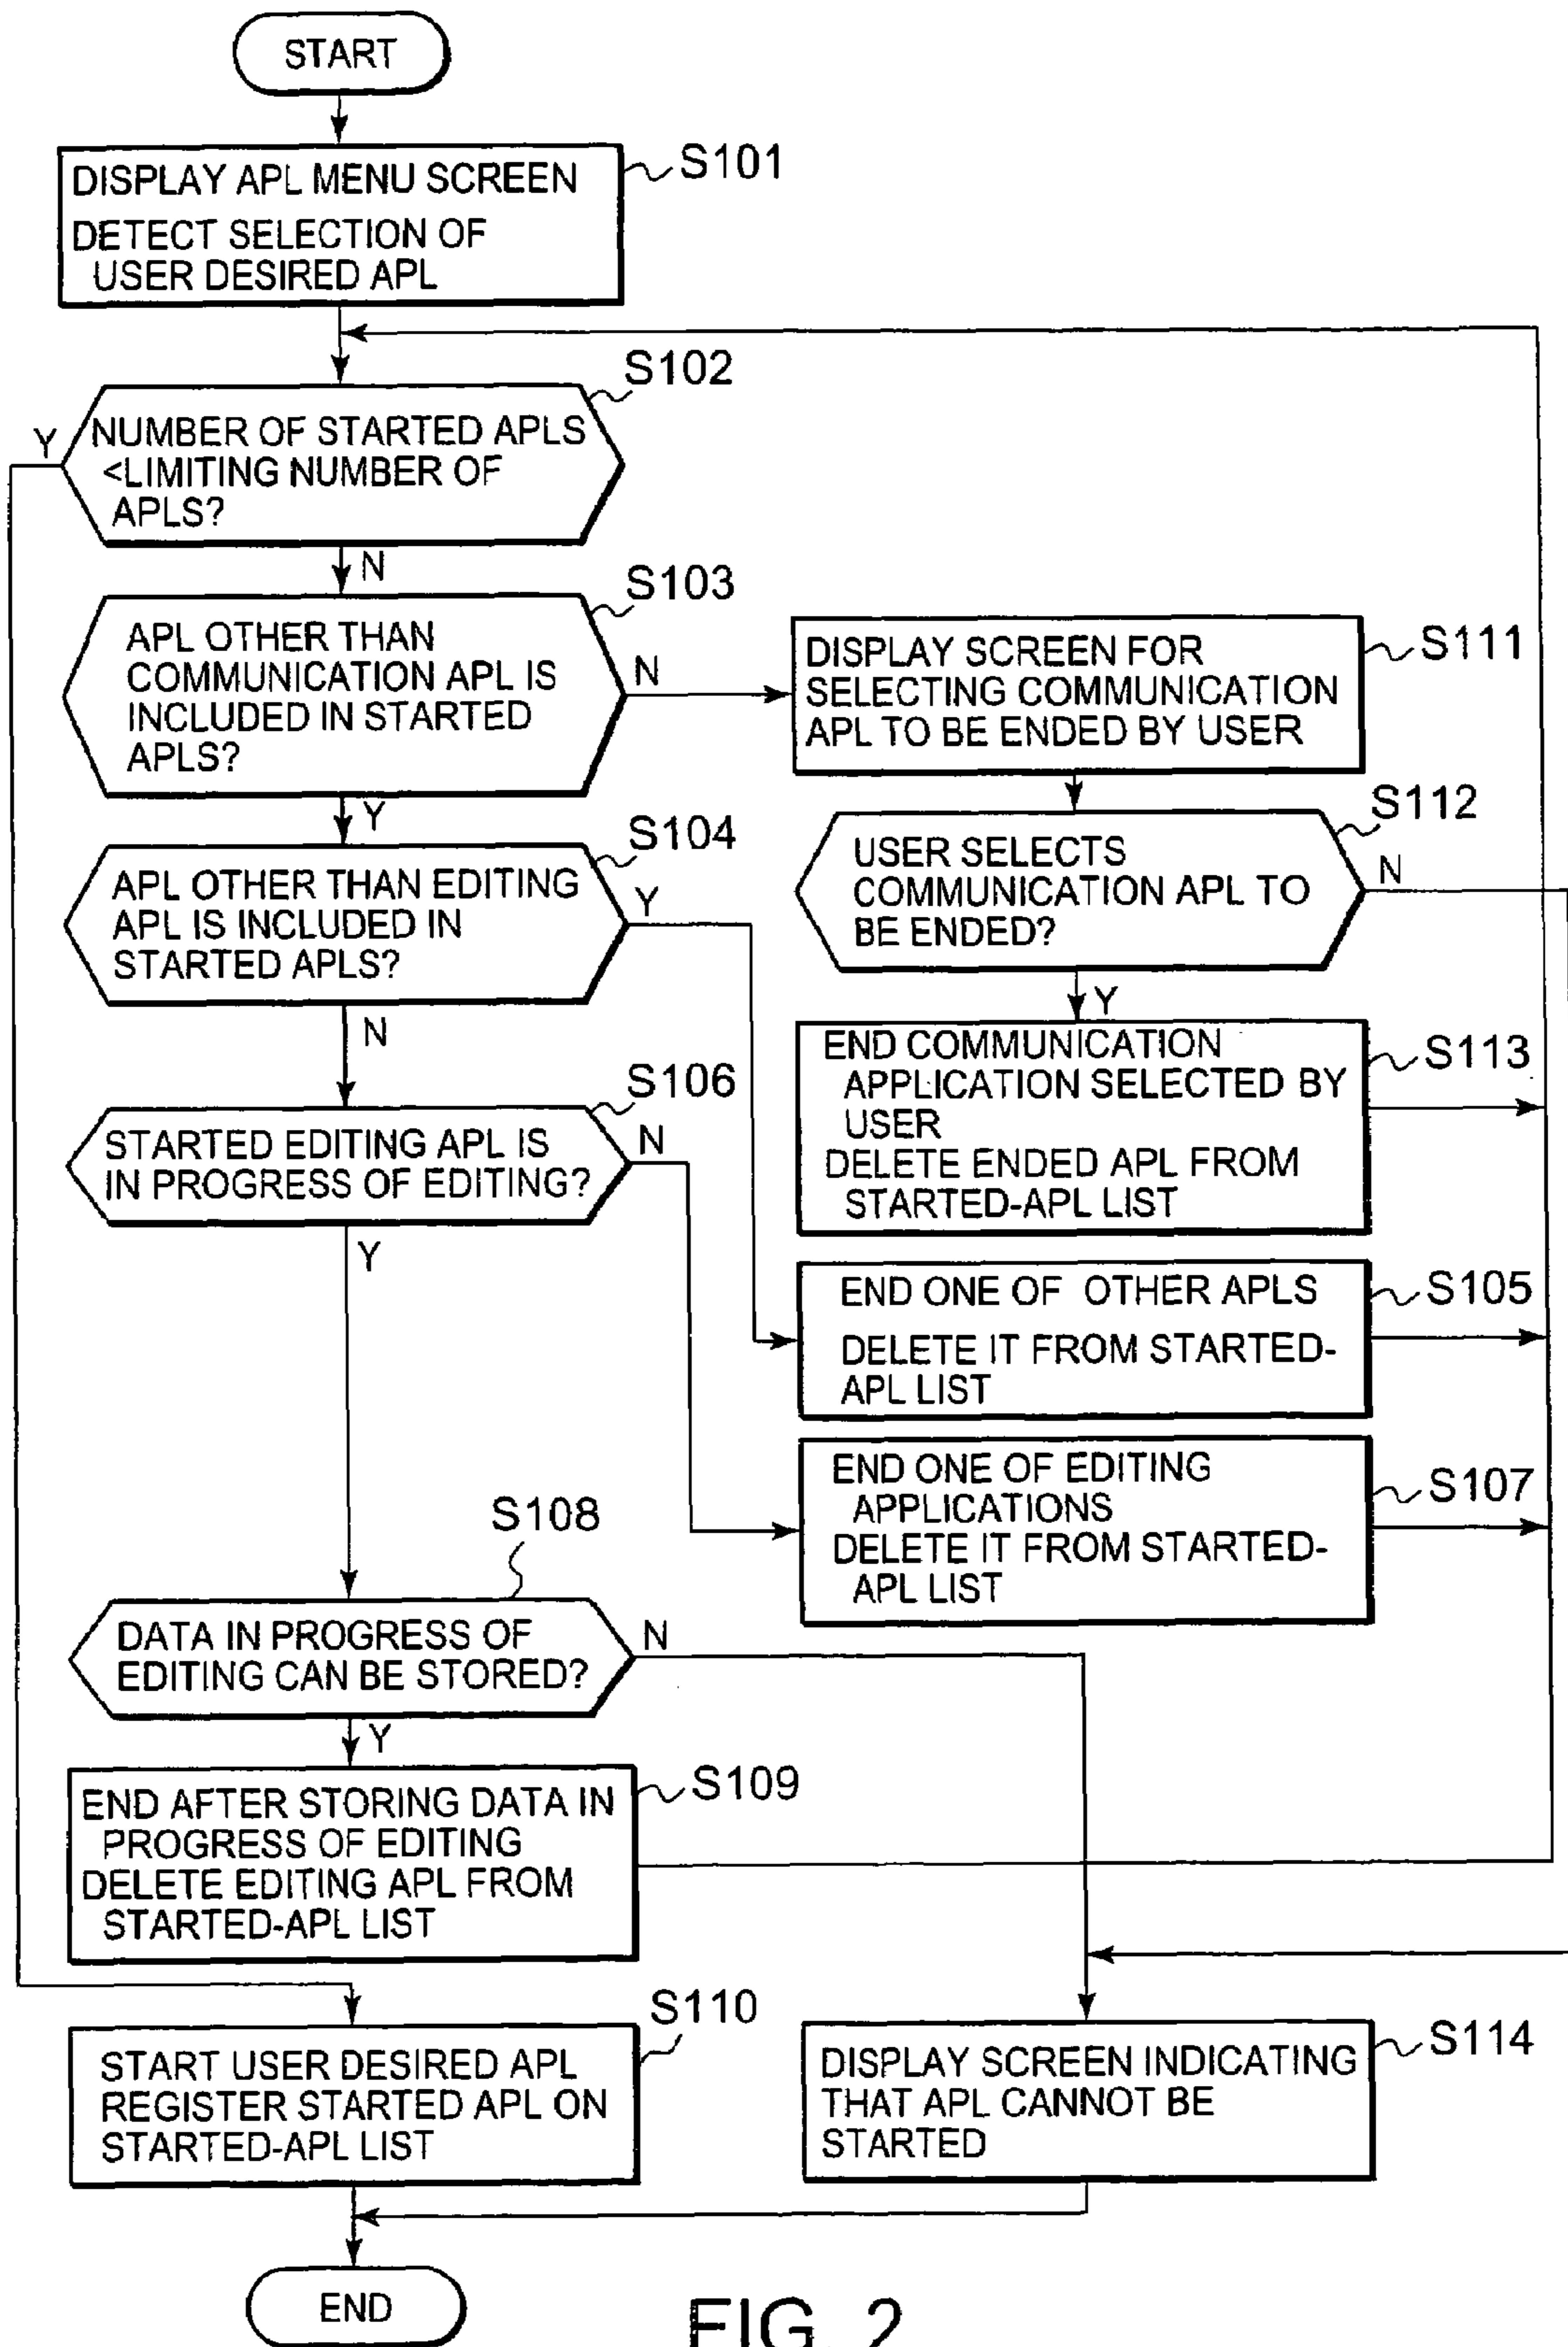 START
DISPLAY APL MENU SCREEN
DETECT SELECTION OF
USER DESIRED APL
S101
S102
NUMBER OF STARTED APLS
<LIMITING NUMBER OF
APLS?
Y
N
S103
APL OTHER THAN
COMMUNICATION APL IS
INCLUDED IN STARTED
APLS?
N
Y
S111
DISPLAY SCREEN FOR
SELECTING COMMUNICATION
APL TO BE ENDED BY USER
S104
APL OTHER THAN EDITING
APL IS INCLUDED IN
STARTED APLS?
Y
N
S112
USER SELECTS
COMMUNICATION APL TO
BE ENDED?
N
Y
END COMMUNICATION
APPLICATION SELECTED BY
USER
DELETE ENDED APL FROM
STARTED-APL LIST
S113
S106
STARTED EDITING APL IS
IN PROGRESS OF EDITING?
N
Y
END ONE OF OTHER APLS
DELETE IT FROM STARTED-
APL LIST
S105
END ONE OF EDITING
APPLICATIONS
DELETE IT FROM STARTED-
APL LIST
S107
S108
DATA IN PROGRESS OF
EDITING CAN BE STORED?
N
Y
END AFTER STORING DATA IN
PROGRESS OF EDITING
DELETE EDITING APL FROM
STARTED-APL LIST
S109
S110
START USER DESIRED APL
REGISTER STARTED APL ON
STARTED-APL LIST
DISPLAY SCREEN INDICATING
THAT APL CANNOT BE
STARTED
S114
END
FIG. 2